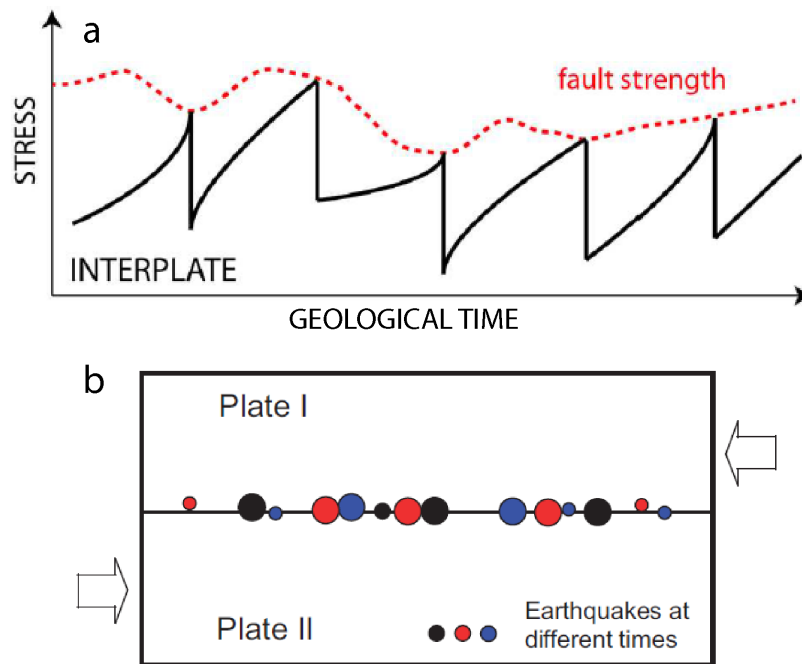 a
fault strength
STRESS
INTERPLATE
GEOLOGICAL TIME
b
Plate I
Plate II
Earthquakes at
different times